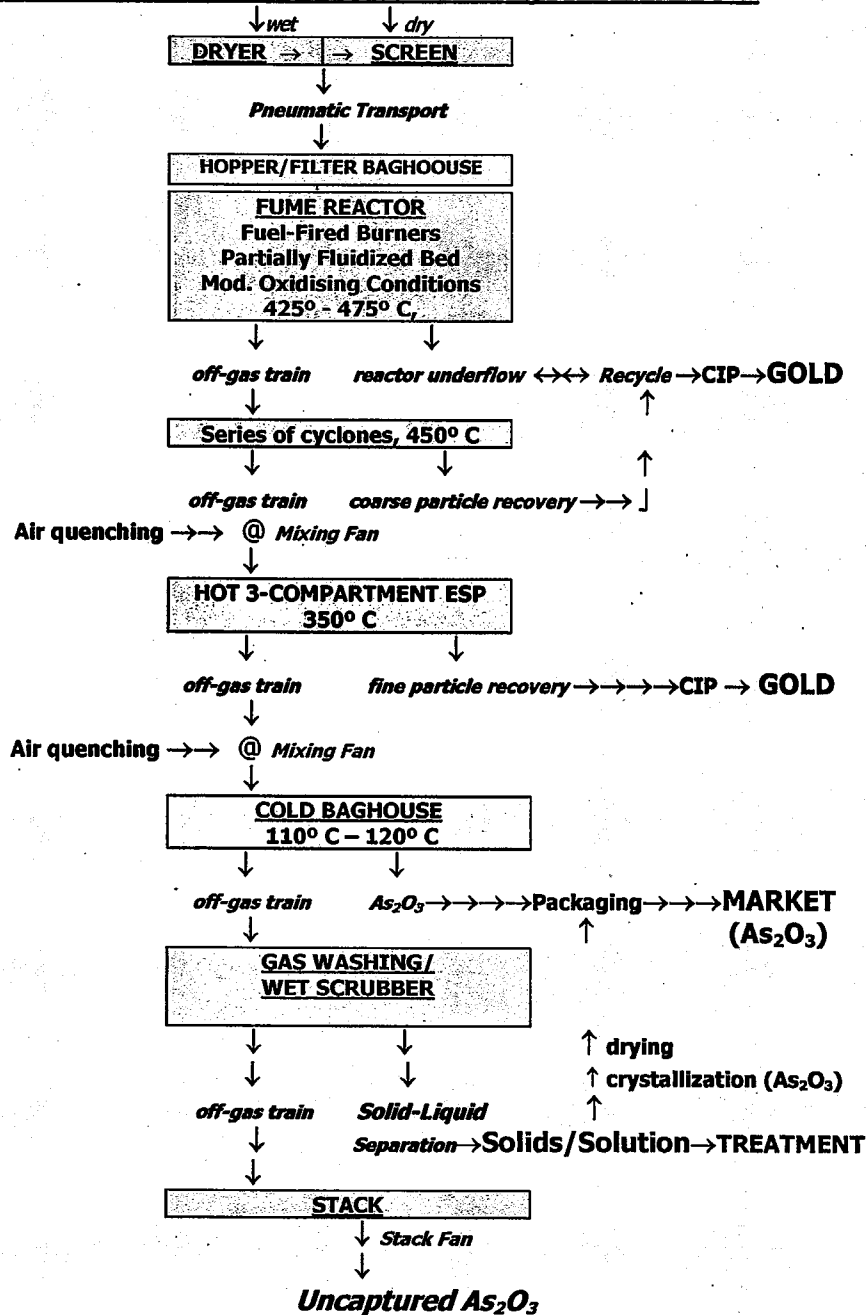 ↓wet ↓ dry
DRYER → | → SCREEN
↓
Pneumatic Transport
↓
HOPPER/FILTER BAGHOOUSE
FUME REACTOR
Fuel-Fired Burners
Partially Fluidized Bed
Mod. Oxidising Conditions
425º - 475º C,
↓ ↓
off-gas train reactor underflow ↔↔ Recycle →CIP→GOLD
↓ ↑
Series of cyclones, 450º C
↓ ↓ ↑
off-gas train coarse particle recovery →→ ⌋
Air quenching →→ @ Mixing Fan
↓
HOT 3-COMPARTMENT ESP
350º C
↓ ↓
off-gas train fine particle recovery →→→→CIP → GOLD
↓
Air quenching →→ @ Mixing Fan
↓
COLD BAGHOUSE
110º C – 120º C
↓ ↓
off-gas train As₂O₃→→→→Packaging→→→MARKET
↓ ↑ (As₂O₃)
GAS WASHING/
WET SCRUBBER
↓ ↓ ↑ drying
↓ ↓ ↑ crystallization (As₂O₃)
off-gas train Solid-Liquid ↑
↓ Separation→Solids/Solution→TREATMENT
↓
STACK
↓ Stack Fan
↓
Uncaptured As₂O₃